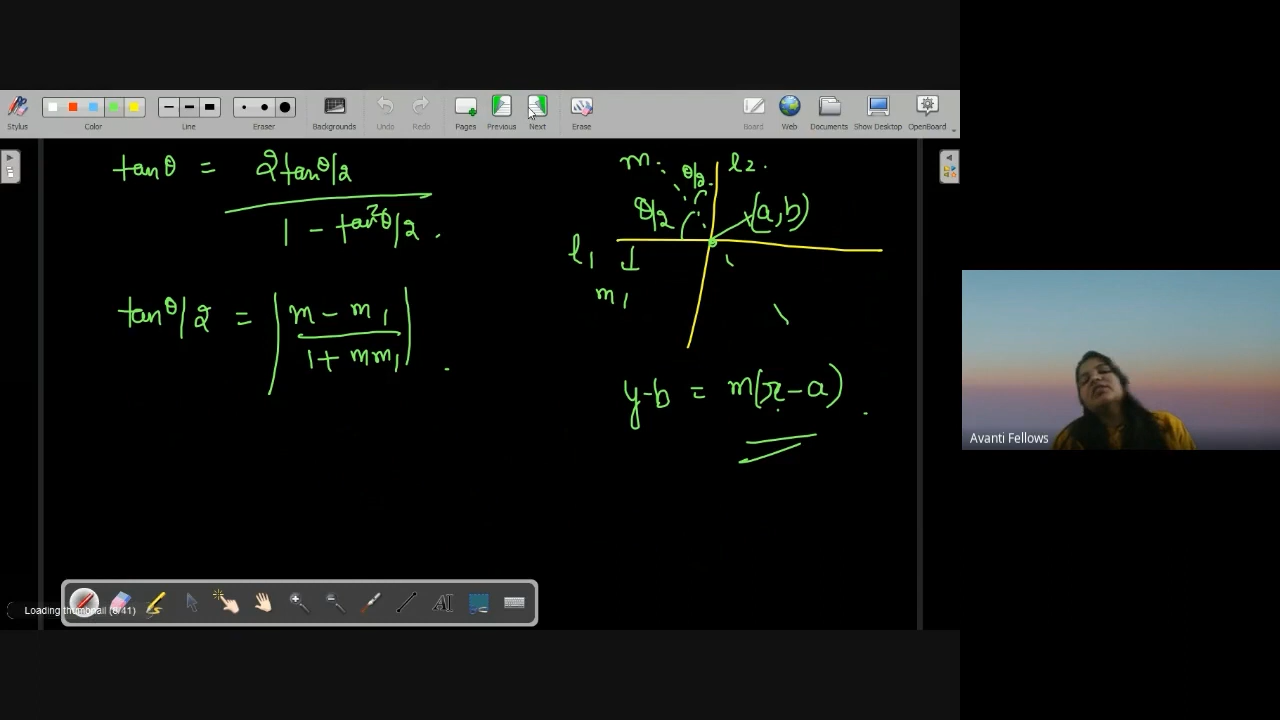 Stylus
Color
Line
Eraser
Backgrounds
Undo
Redo
Pages
Previous
Next
Erase
Board
Web
Documents
Show Desktop
OpenBoard
tanθ = 2tanθ/2
1 - tan²θ/2 .
tanθ/2 = | m - m1
1 + mm1 | .
m
θ/2
l2
θ/2
(a, b)
l1
m1
y-b = m(x-a) .
Avanti Fellows
Loading thumbnail (8/41)